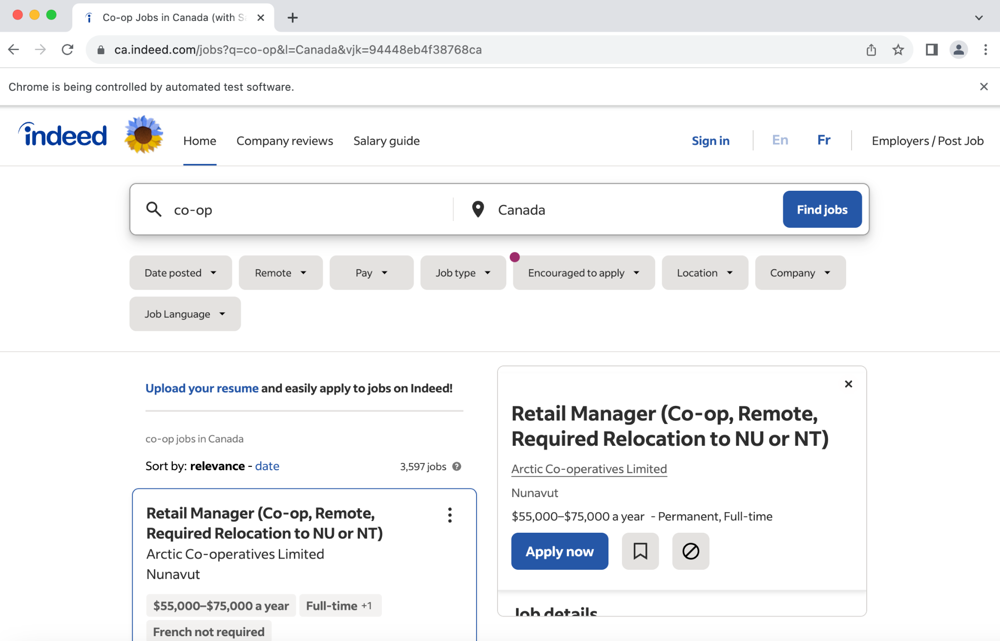 Co-op Jobs in Canada (with S
ca.indeed.com/jobs?q=co-op&l=Canada&vjk=94448eb4f38768ca
Chrome is being controlled by automated test software.
indeed
Home
Company reviews
Salary guide
Sign in
En
Fr
Employers / Post Job
co-op
Canada
Find jobs
Date posted
Remote
Pay
Job type
Encouraged to apply
Location
Company
Job Language
Upload your resume and easily apply to jobs on Indeed!
co-op jobs in Canada
Sort by: relevance - date
3,597 jobs
Retail Manager (Co-op, Remote,
Required Relocation to NU or NT)
Arctic Co-operatives Limited
Nunavut
$55,000–$75,000 a year
Full-time +1
French not required
Retail Manager (Co-op, Remote,
Required Relocation to NU or NT)
Arctic Co-operatives Limited
Nunavut
$55,000–$75,000 a year - Permanent, Full-time
Apply now
Job details